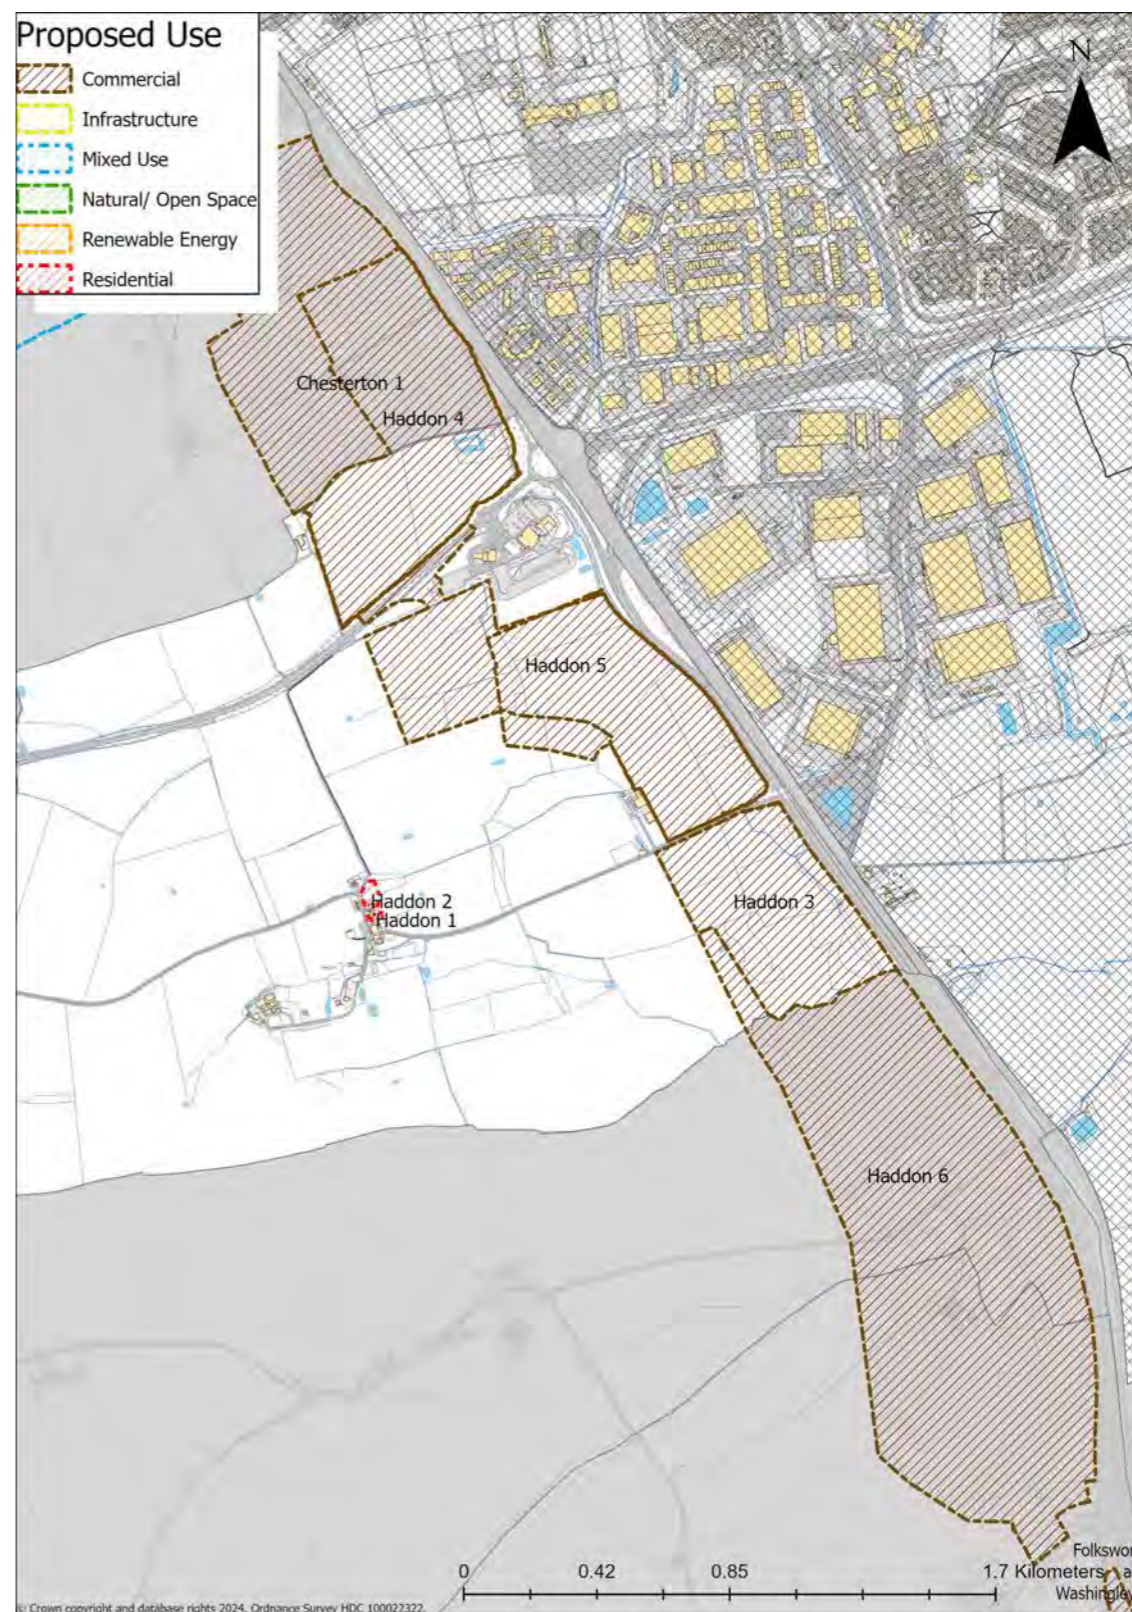 Proposed Use
Commercial
Infrastructure
Mixed Use
Natural/ Open Space
Renewable Energy
Residential
N
Chesterton 1
Haddon 4
Haddon 5
Haddon 2
Haddon 1
Haddon 3
Haddon 6
Folkswor
0 0.42 0.85 1.7 Kilometers a
Washingley
(c) Crown copyright and database rights 2024. Ordnance Survey HDC 100022322.